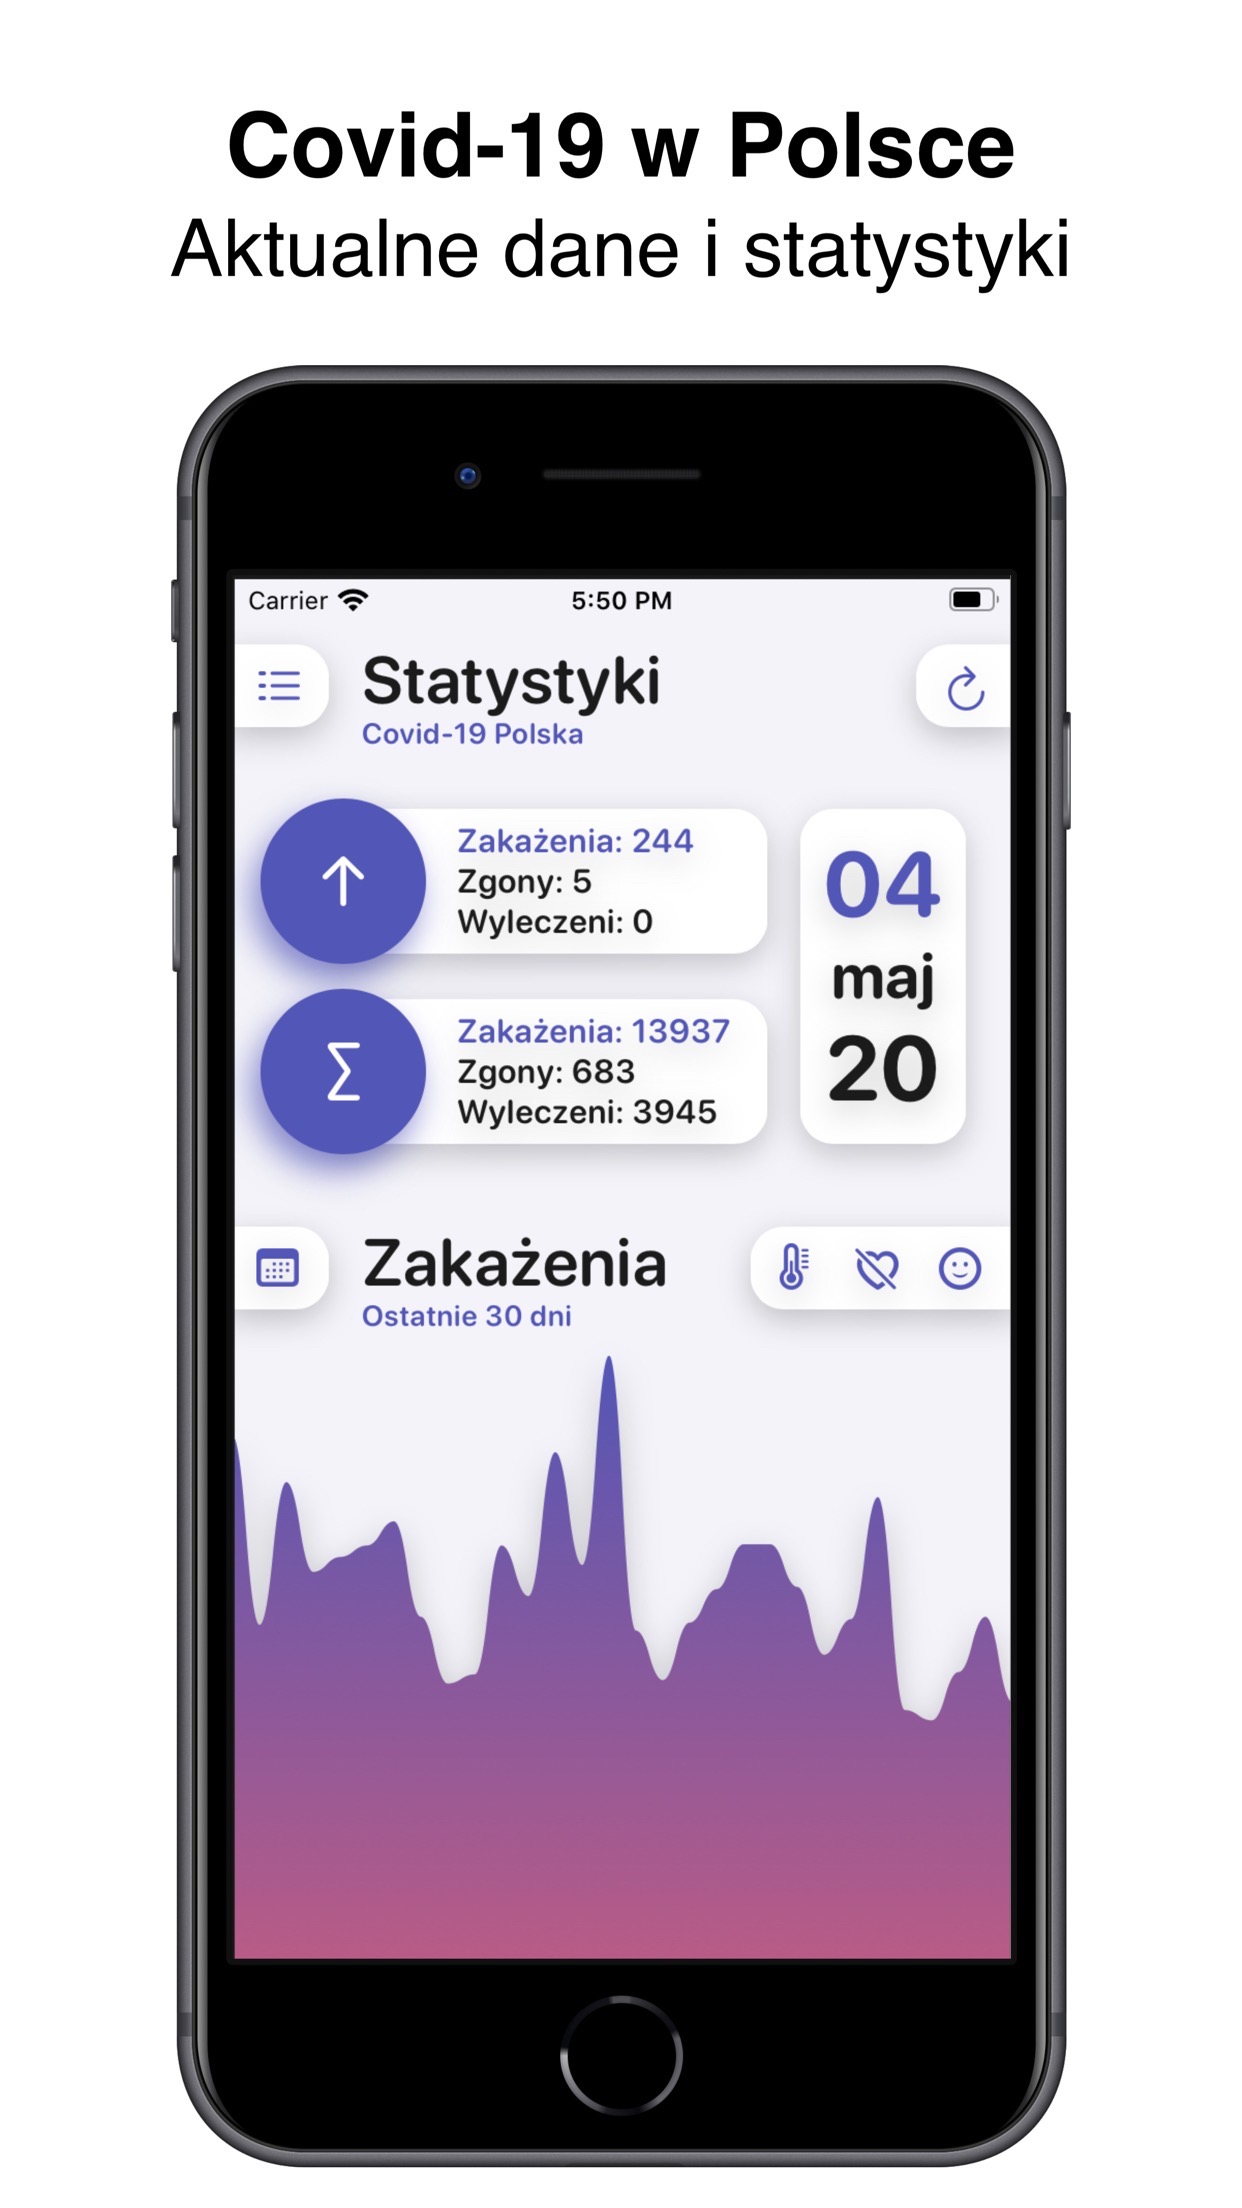 Covid-19 w Polsce
Aktualne dane i statystyki
Carrier
5:50 PM
Statystyki
Covid-19 Polska
Zakażenia: 244
Zgony: 5
Wyleczeni: 0
Zakażenia: 13937
Zgony: 683
Wyleczeni: 3945
04
maj
20
Zakażenia
Ostatnie 30 dni